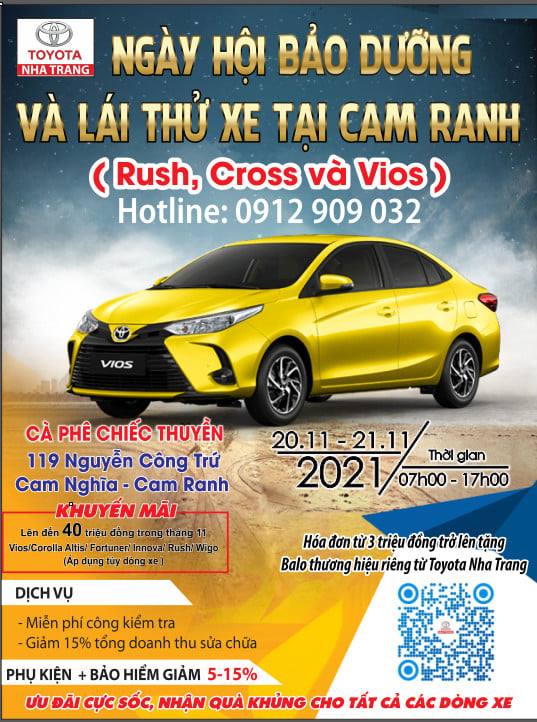 TOYOTA
NHA TRANG
NGÀY HỘI BẢO DƯỠNG
VÀ LÁI THỬ XE TẠI CAM RANH
( Rush, Cross và Vios )
Hotline: 0912 909 032
VIOS
CÀ PHÊ CHIẾC THUYỀN
119 Nguyễn Công Trứ
Cam Nghĩa - Cam Ranh
20.11 - 21.11
2021
Thời gian
07h00 - 17h00
KHUYẾN MÃI
Lên đến 40 triệu đồng trong tháng 11
Vios/Corolla Altis/ Fortuner/ Innova/ Rush/ Wigo
(Áp dụng tùy dòng xe )
Hóa đơn từ 3 triệu đồng trở lên tặng
Balo thương hiệu riêng từ Toyota Nha Trang
DỊCH VỤ
- Miễn phí công kiểm tra
- Giảm 15% tổng doanh thu sửa chữa
PHỤ KIỆN + BẢO HIỂM GIẢM 5-15%
ƯU ĐÃI CỰC SỐC, NHẬN QUÀ KHỦNG CHO TẤT CẢ CÁC DÒNG XE